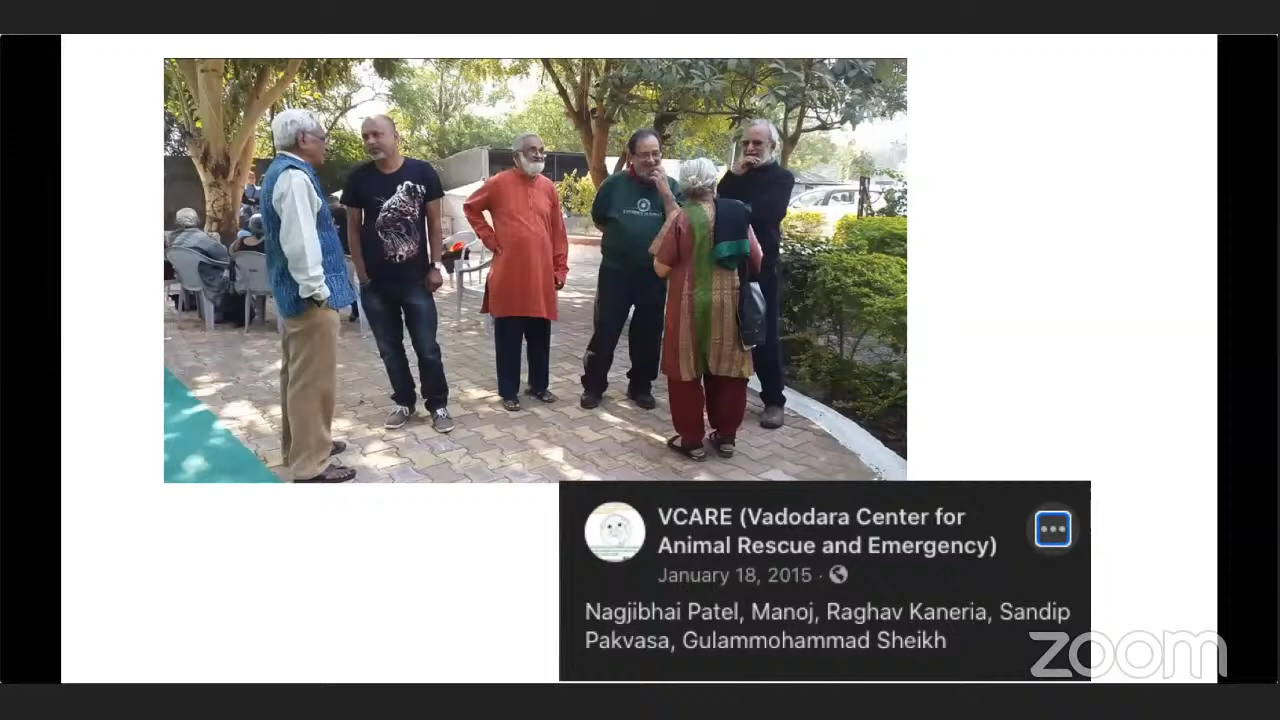 VCARE (Vadodara Center for
Animal Rescue and Emergency)
January 18, 2015 ·
Nagjibhai Patel, Manoj, Raghav Kaneria, Sandip
Pakvasa, Gulammohammad Sheikh
zoom